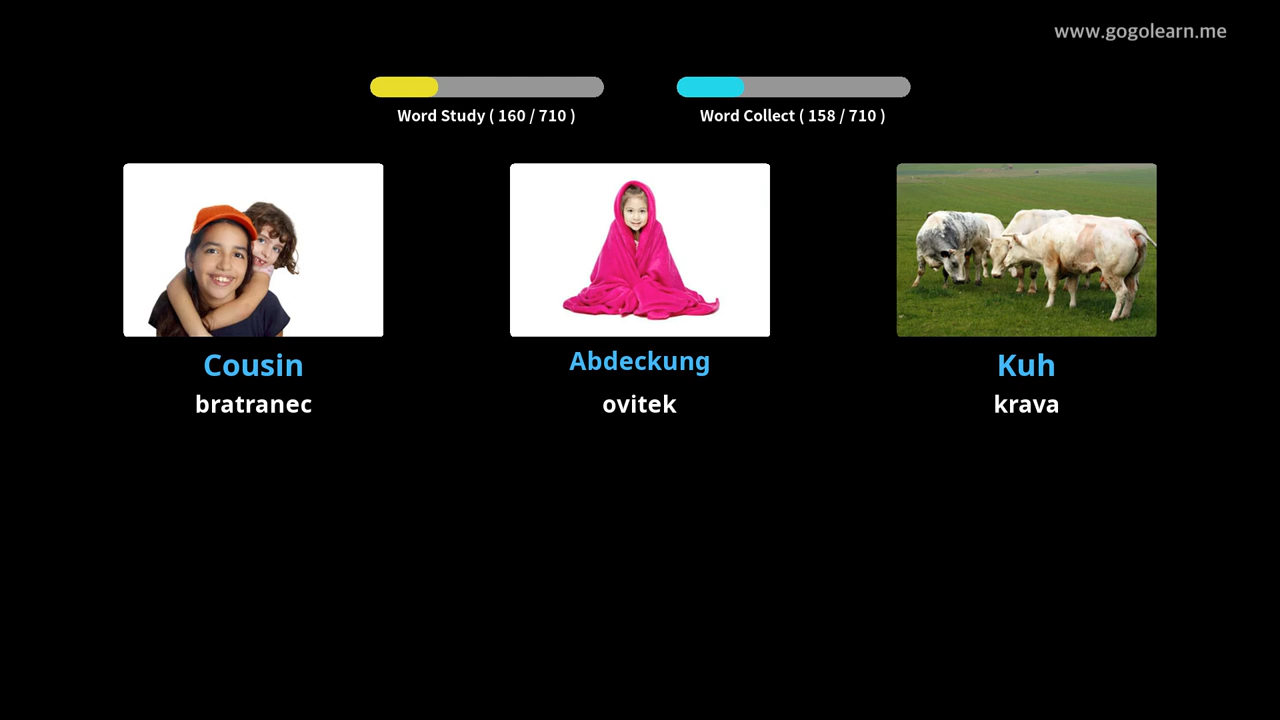 www.gogolearn.me
Word Study ( 160 / 710 )
Word Collect ( 158 / 710 )
Cousin
bratranec
Abdeckung
ovitek
Kuh
krava